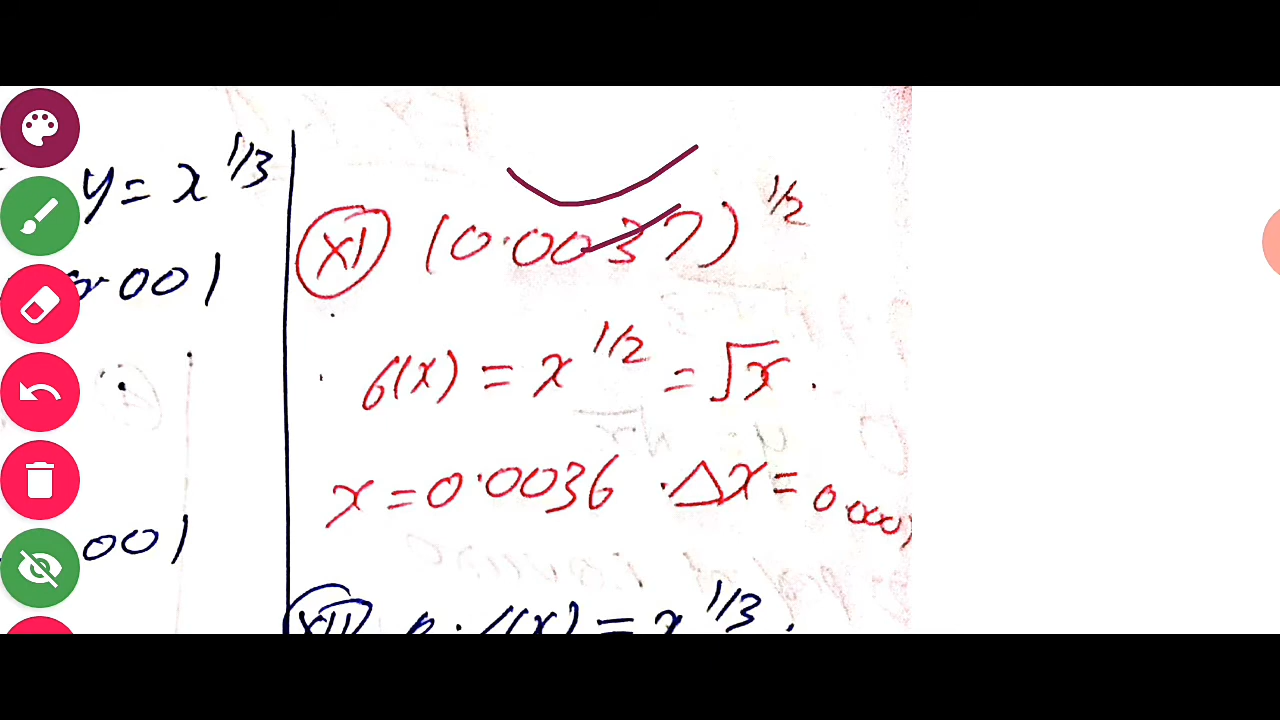 y = x^1/3
0.001
001
(XI) (0.0037)^1/2
f(x) = x^1/2 = √x .
x = 0.0036 . Δx = 0.0001
(XII) f(x) = x^1/3 .